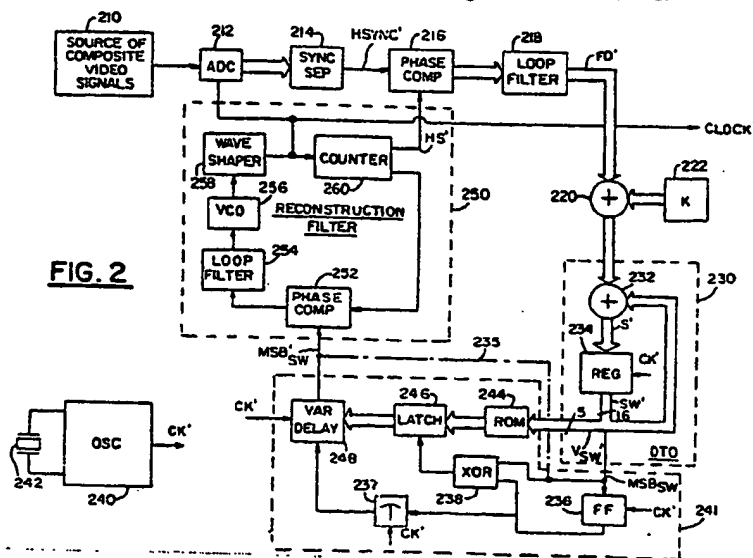 210
SOURCE OF
COMPOSITE
VIDEO
SIGNALS
212
ADC
214
SYNC
SEP
HSYNC'
216
PHASE
COMP
218
LOOP
FILTER
FD'
CLOCK
HS'
WAVE
SHAPER
258
COUNTER
260
250
222
K
220
+
256
VCO
RECONSTRUCTION
FILTER
254
LOOP
FILTER
252
PHASE
COMP
FIG. 2
232
+
230
S'
234
REG
CK'
SW'
16
MSB'SW
235
CK'
VAR
DELAY
248
246
LATCH
244
ROM
5
VSW'
DTO
OSC
CK'
242
240
237
T
CK'
XOR
238
MSBSW
236
FF
CK'
241